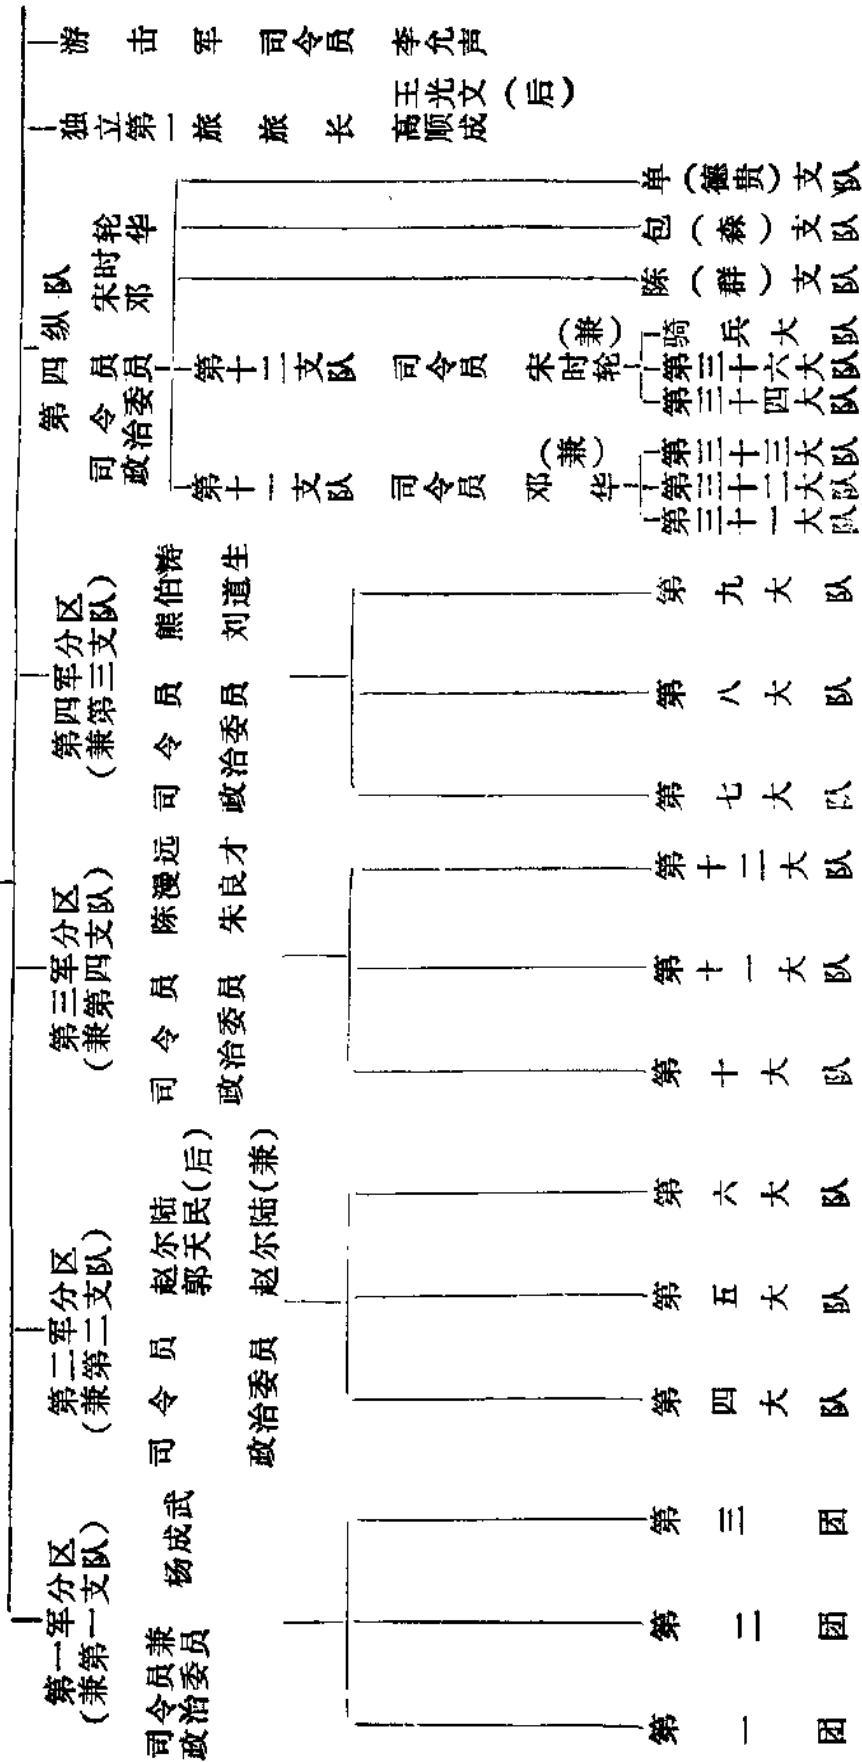 第一军分区
(兼第一支队)
司令员兼
政治委员
杨成武
第一团
第二团
第三团
第二军分区
(兼第二支队)
司令员
赵尔陆
郭天民(后)
政治委员
赵尔陆(兼)
第四大队
第五大队
第六大队
第三军分区
(兼第四支队)
司令员
陈漫远
政治委员
朱良才
第十大队
第十一大队
第十二大队
第四军分区
(兼第三支队)
司令员
熊伯涛
政治委员
刘道生
第七大队
第八大队
第九大队
第四纵队
司令员
宋时轮
政治委员
邓华
第十一支队
司令员
邓华(兼)
第三十一大队
第三十二大队
第三十三大队
第十二支队
司令员
宋时轮(兼)
第三十四大队
第三十六大队
骑兵大队
陈(群)支队
包(森)支队
单(德贵)支队
独立第一旅
旅长
高顺成
王光文(后)
游击军
司令员
李允声